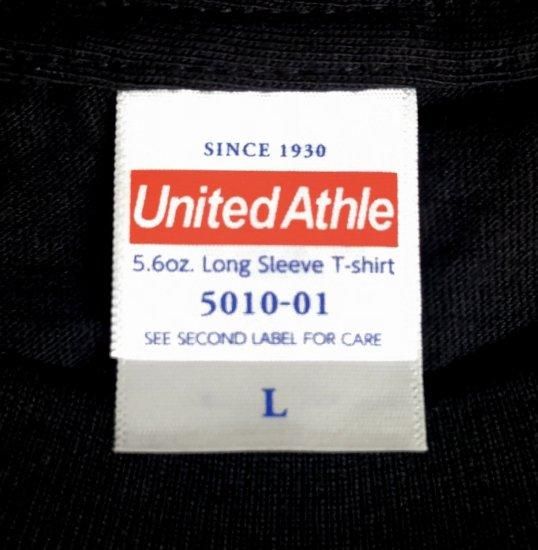 SINCE 1930
United Athle
5.6oz. Long Sleeve T-shirt
5010-01
SEE SECOND LABEL FOR CARE
L